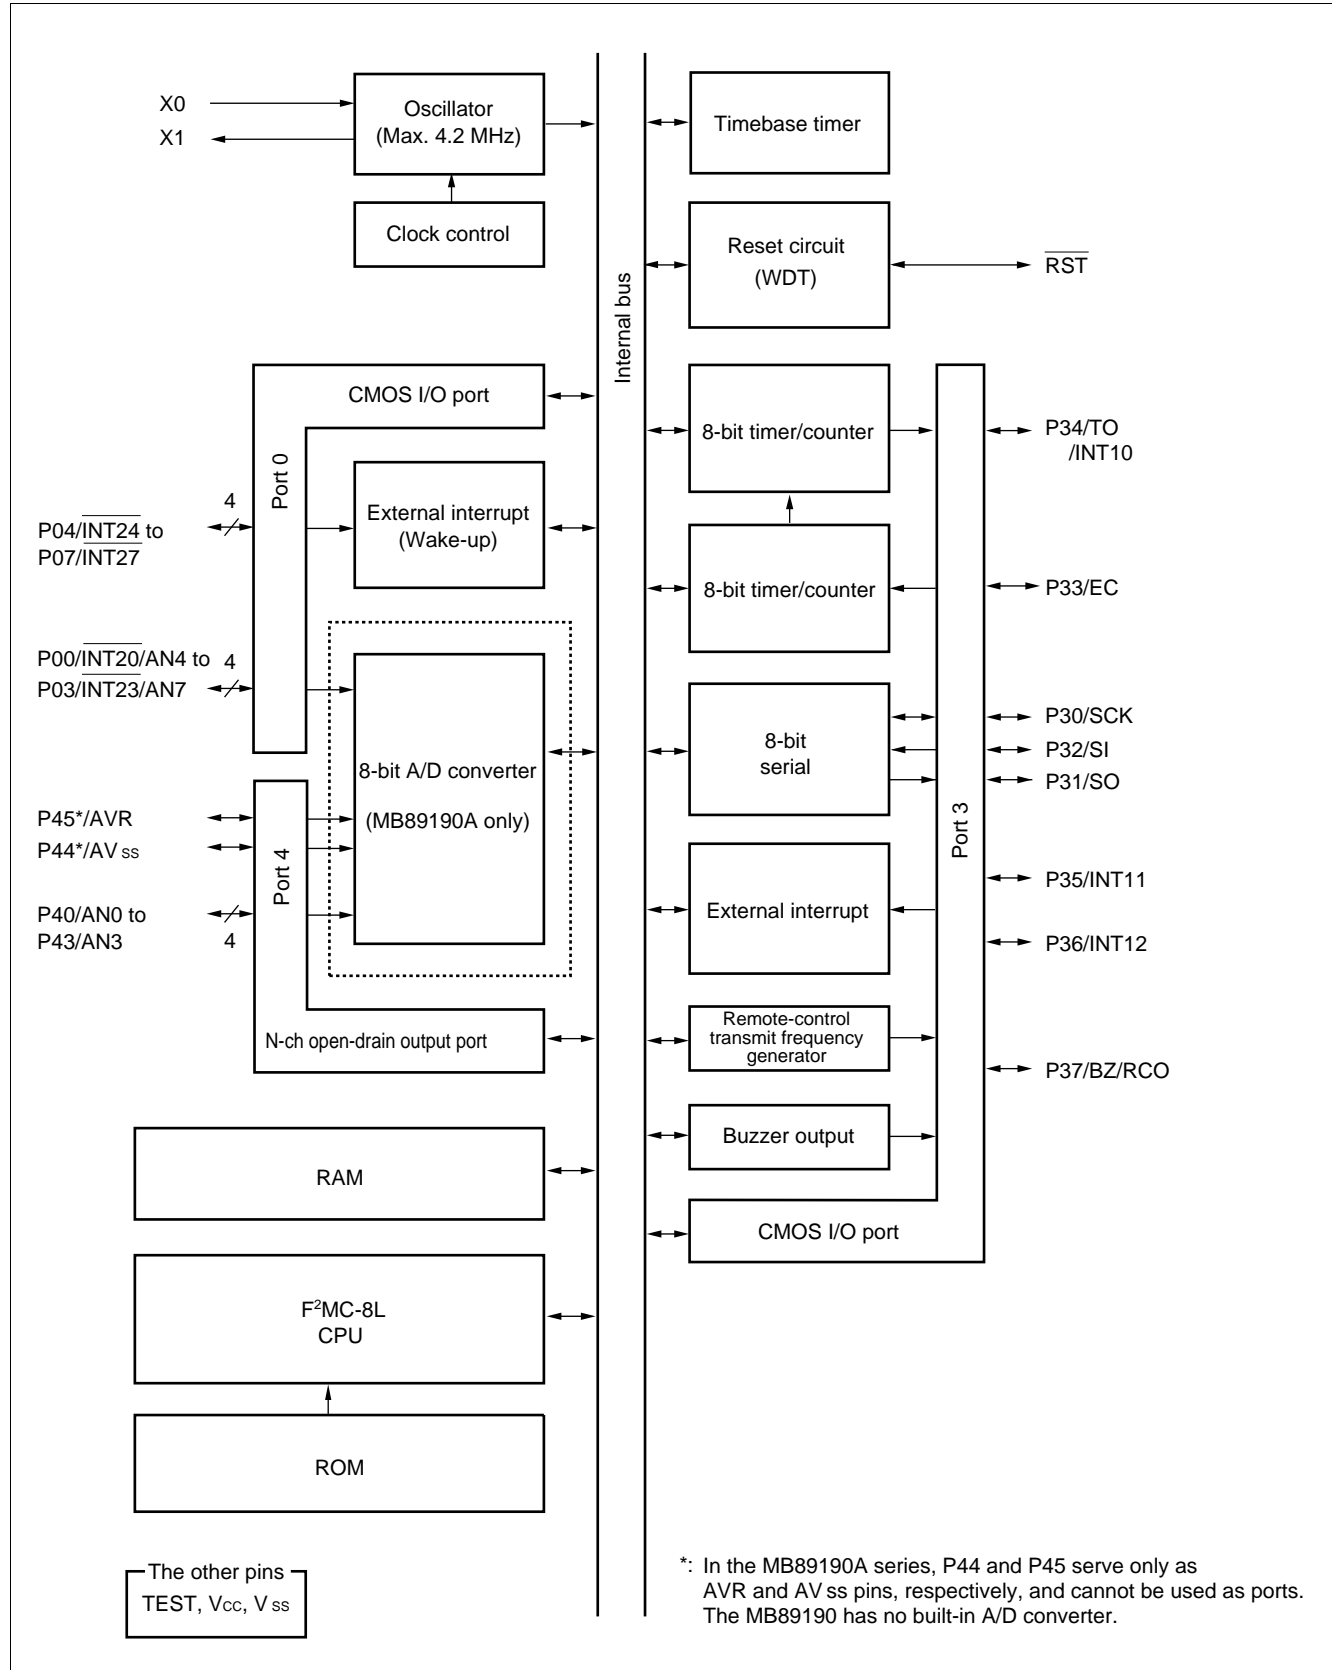 X0
X1
Oscillator
(Max. 4.2 MHz)
Clock control
Timebase timer
Reset circuit
(WDT)
RST
Internal bus
CMOS I/O port
Port 0
External interrupt
(Wake-up)
4
P04/INT24 to
P07/INT27
P00/INT20/AN4 to
4
P03/INT23/AN7
8-bit A/D converter
(MB89190A only)
P45*/AVR
P44*/AV ss
Port 4
P40/AN0 to
P43/AN3
4
N-ch open-drain output port
RAM
F²MC-8L
CPU
ROM
The other pins
TEST, Vcc, V ss
8-bit timer/counter
P34/TO
/INT10
8-bit timer/counter
P33/EC
8-bit
serial
P30/SCK
P32/SI
P31/SO
Port 3
External interrupt
P35/INT11
P36/INT12
Remote-control
transmit frequency
generator
P37/BZ/RCO
Buzzer output
CMOS I/O port
*: In the MB89190A series, P44 and P45 serve only as
AVR and AV ss pins, respectively, and cannot be used as ports.
The MB89190 has no built-in A/D converter.